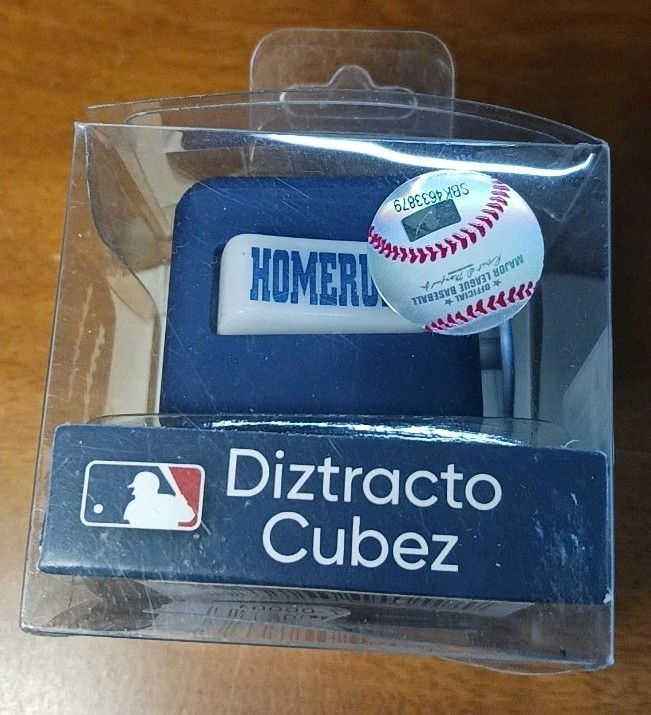 SBK4633879
HOMERU
OFFICIAL
MAJOR LEAGUE BASEBALL
Diztracto
Cubez